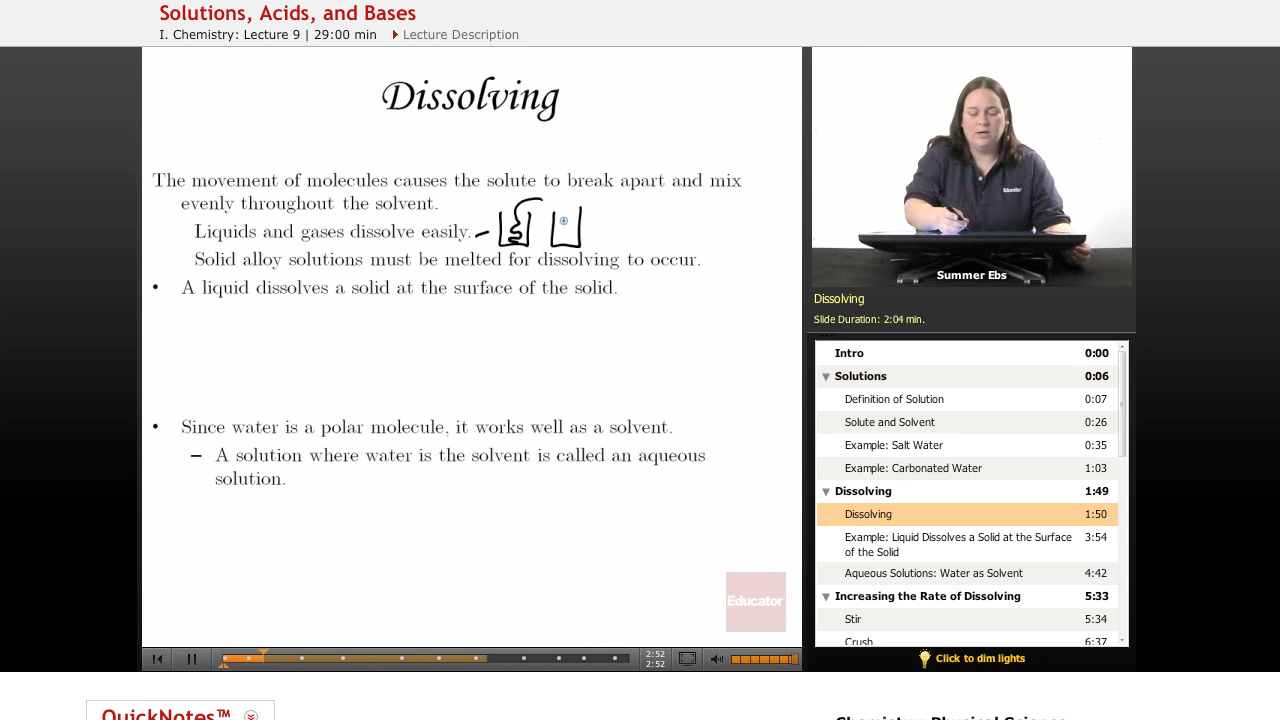 Solutions, Acids, and Bases
I. Chemistry: Lecture 9 | 29:00 min Lecture Description
Dissolving
The movement of molecules causes the solute to break apart and mix
evenly throughout the solvent.
Liquids and gases dissolve easily.
Solid alloy solutions must be melted for dissolving to occur.
• A liquid dissolves a solid at the surface of the solid.
• Since water is a polar molecule, it works well as a solvent.
– A solution where water is the solvent is called an aqueous
solution.
Educator
2:52
2:52
Educator
Summer Ebs
Dissolving
Slide Duration: 2:04 min.
Intro 0:00
Solutions 0:06
Definition of Solution 0:07
Solute and Solvent 0:26
Example: Salt Water 0:35
Example: Carbonated Water 1:03
Dissolving 1:49
Dissolving 1:50
Example: Liquid Dissolves a Solid at the Surface 3:54
of the Solid
Aqueous Solutions: Water as Solvent 4:42
Increasing the Rate of Dissolving 5:33
Stir 5:34
Crush 6:37
Click to dim lights
QuickNotes™
Chemistry: Physical Science